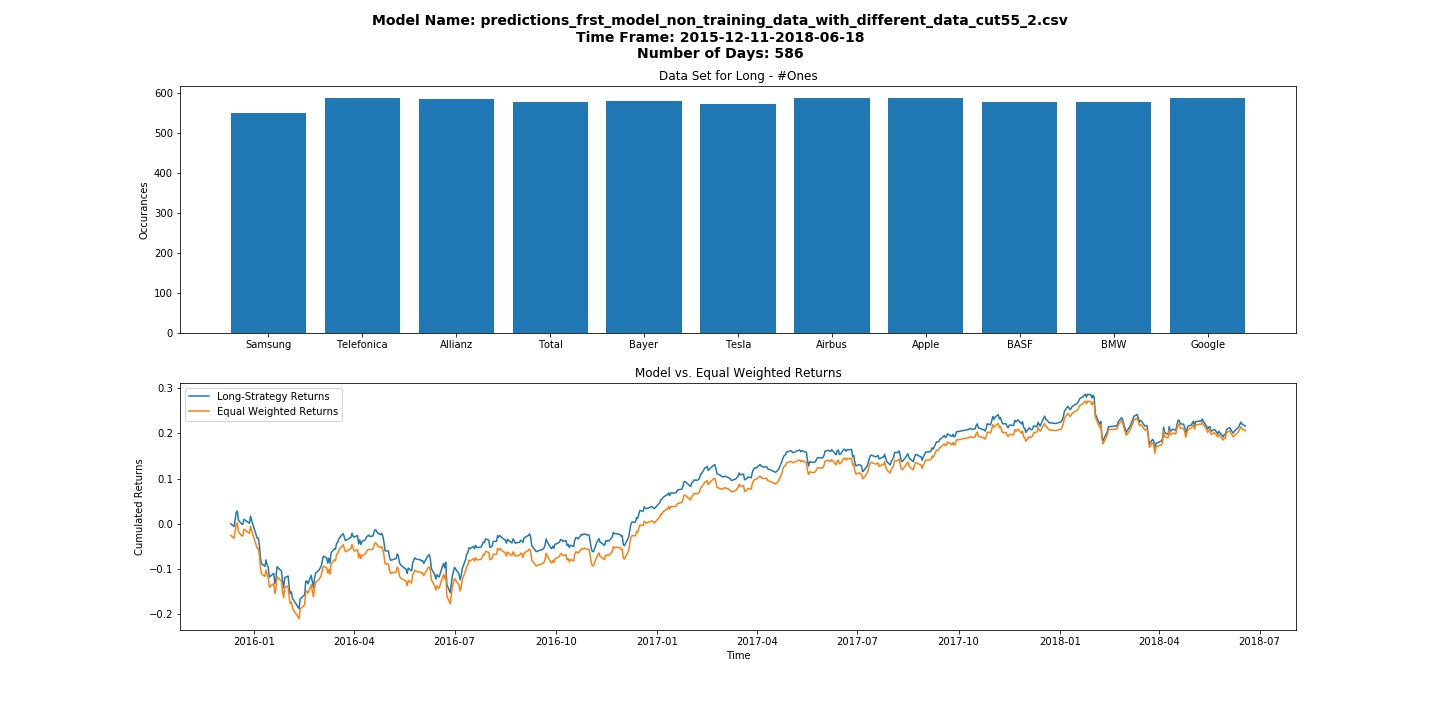 Model Name: predictions_frst_model_non_training_data_with_different_data_cut55_2.csv
Time Frame: 2015-12-11-2018-06-18
Number of Days: 586
Data Set for Long - #Ones
600
500
400
300
200
100
0
Occurances
Samsung Telefonica Allianz Total Bayer Tesla Airbus Apple BASF BMW Google
Model vs. Equal Weighted Returns
Long-Strategy Returns
Equal Weighted Returns
0.3
0.2
0.1
0.0
−0.1
−0.2
Cumulated Returns
2016-01 2016-04 2016-07 2016-10 2017-01 2017-04 2017-07 2017-10 2018-01 2018-04 2018-07
Time